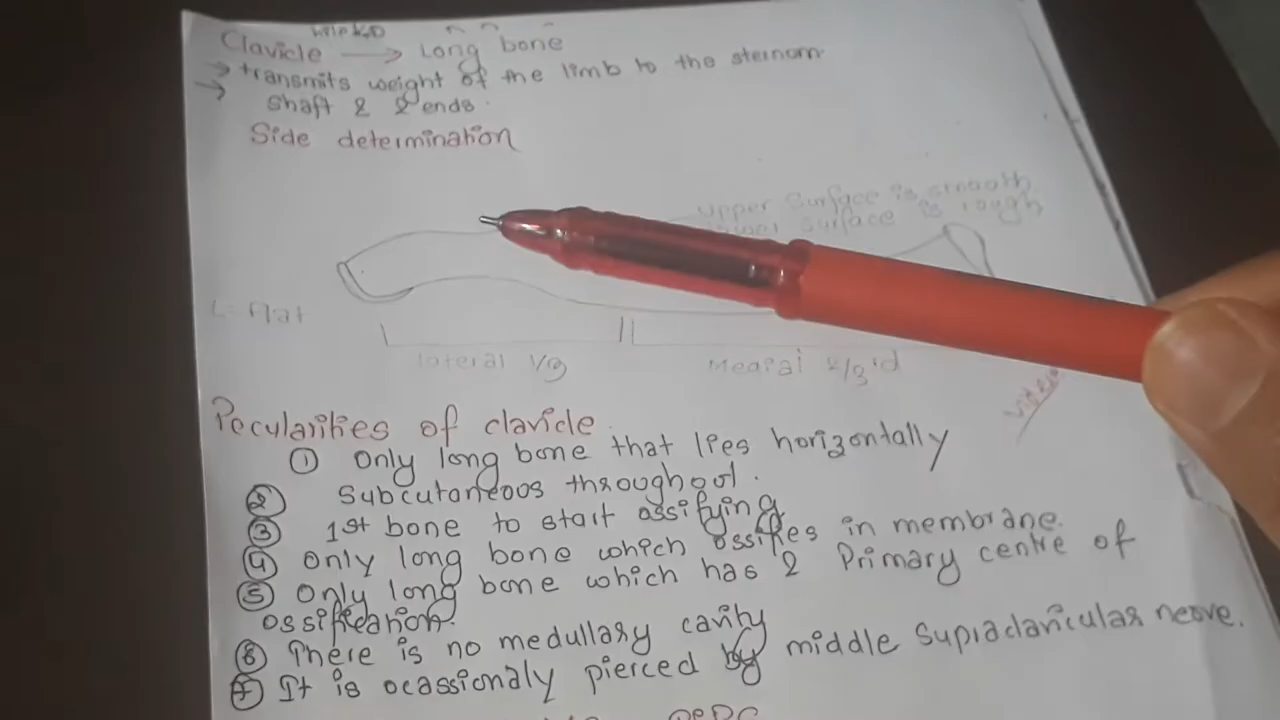 Clavicle → Long bone
→ transmits weight of the limb to the sternom
→ Shaft & 2 ends.
Side determination
upper surface is smooth
lower surface is rough
L= flat
lateral 1/3
Medial 2/3rd
video
Pecularities of clavicle
① Only long bone that lies horizontally
② Subcutaneous throughout.
③ 1st bone to start ossifying
④ Only long bone which ossifies in membrane.
⑤ Only long bone which has 2 Primary centre of
ossification.
⑥ There is no medullary cavity
⑦ It is ocassionaly pierced by middle supraclavicular nerve.